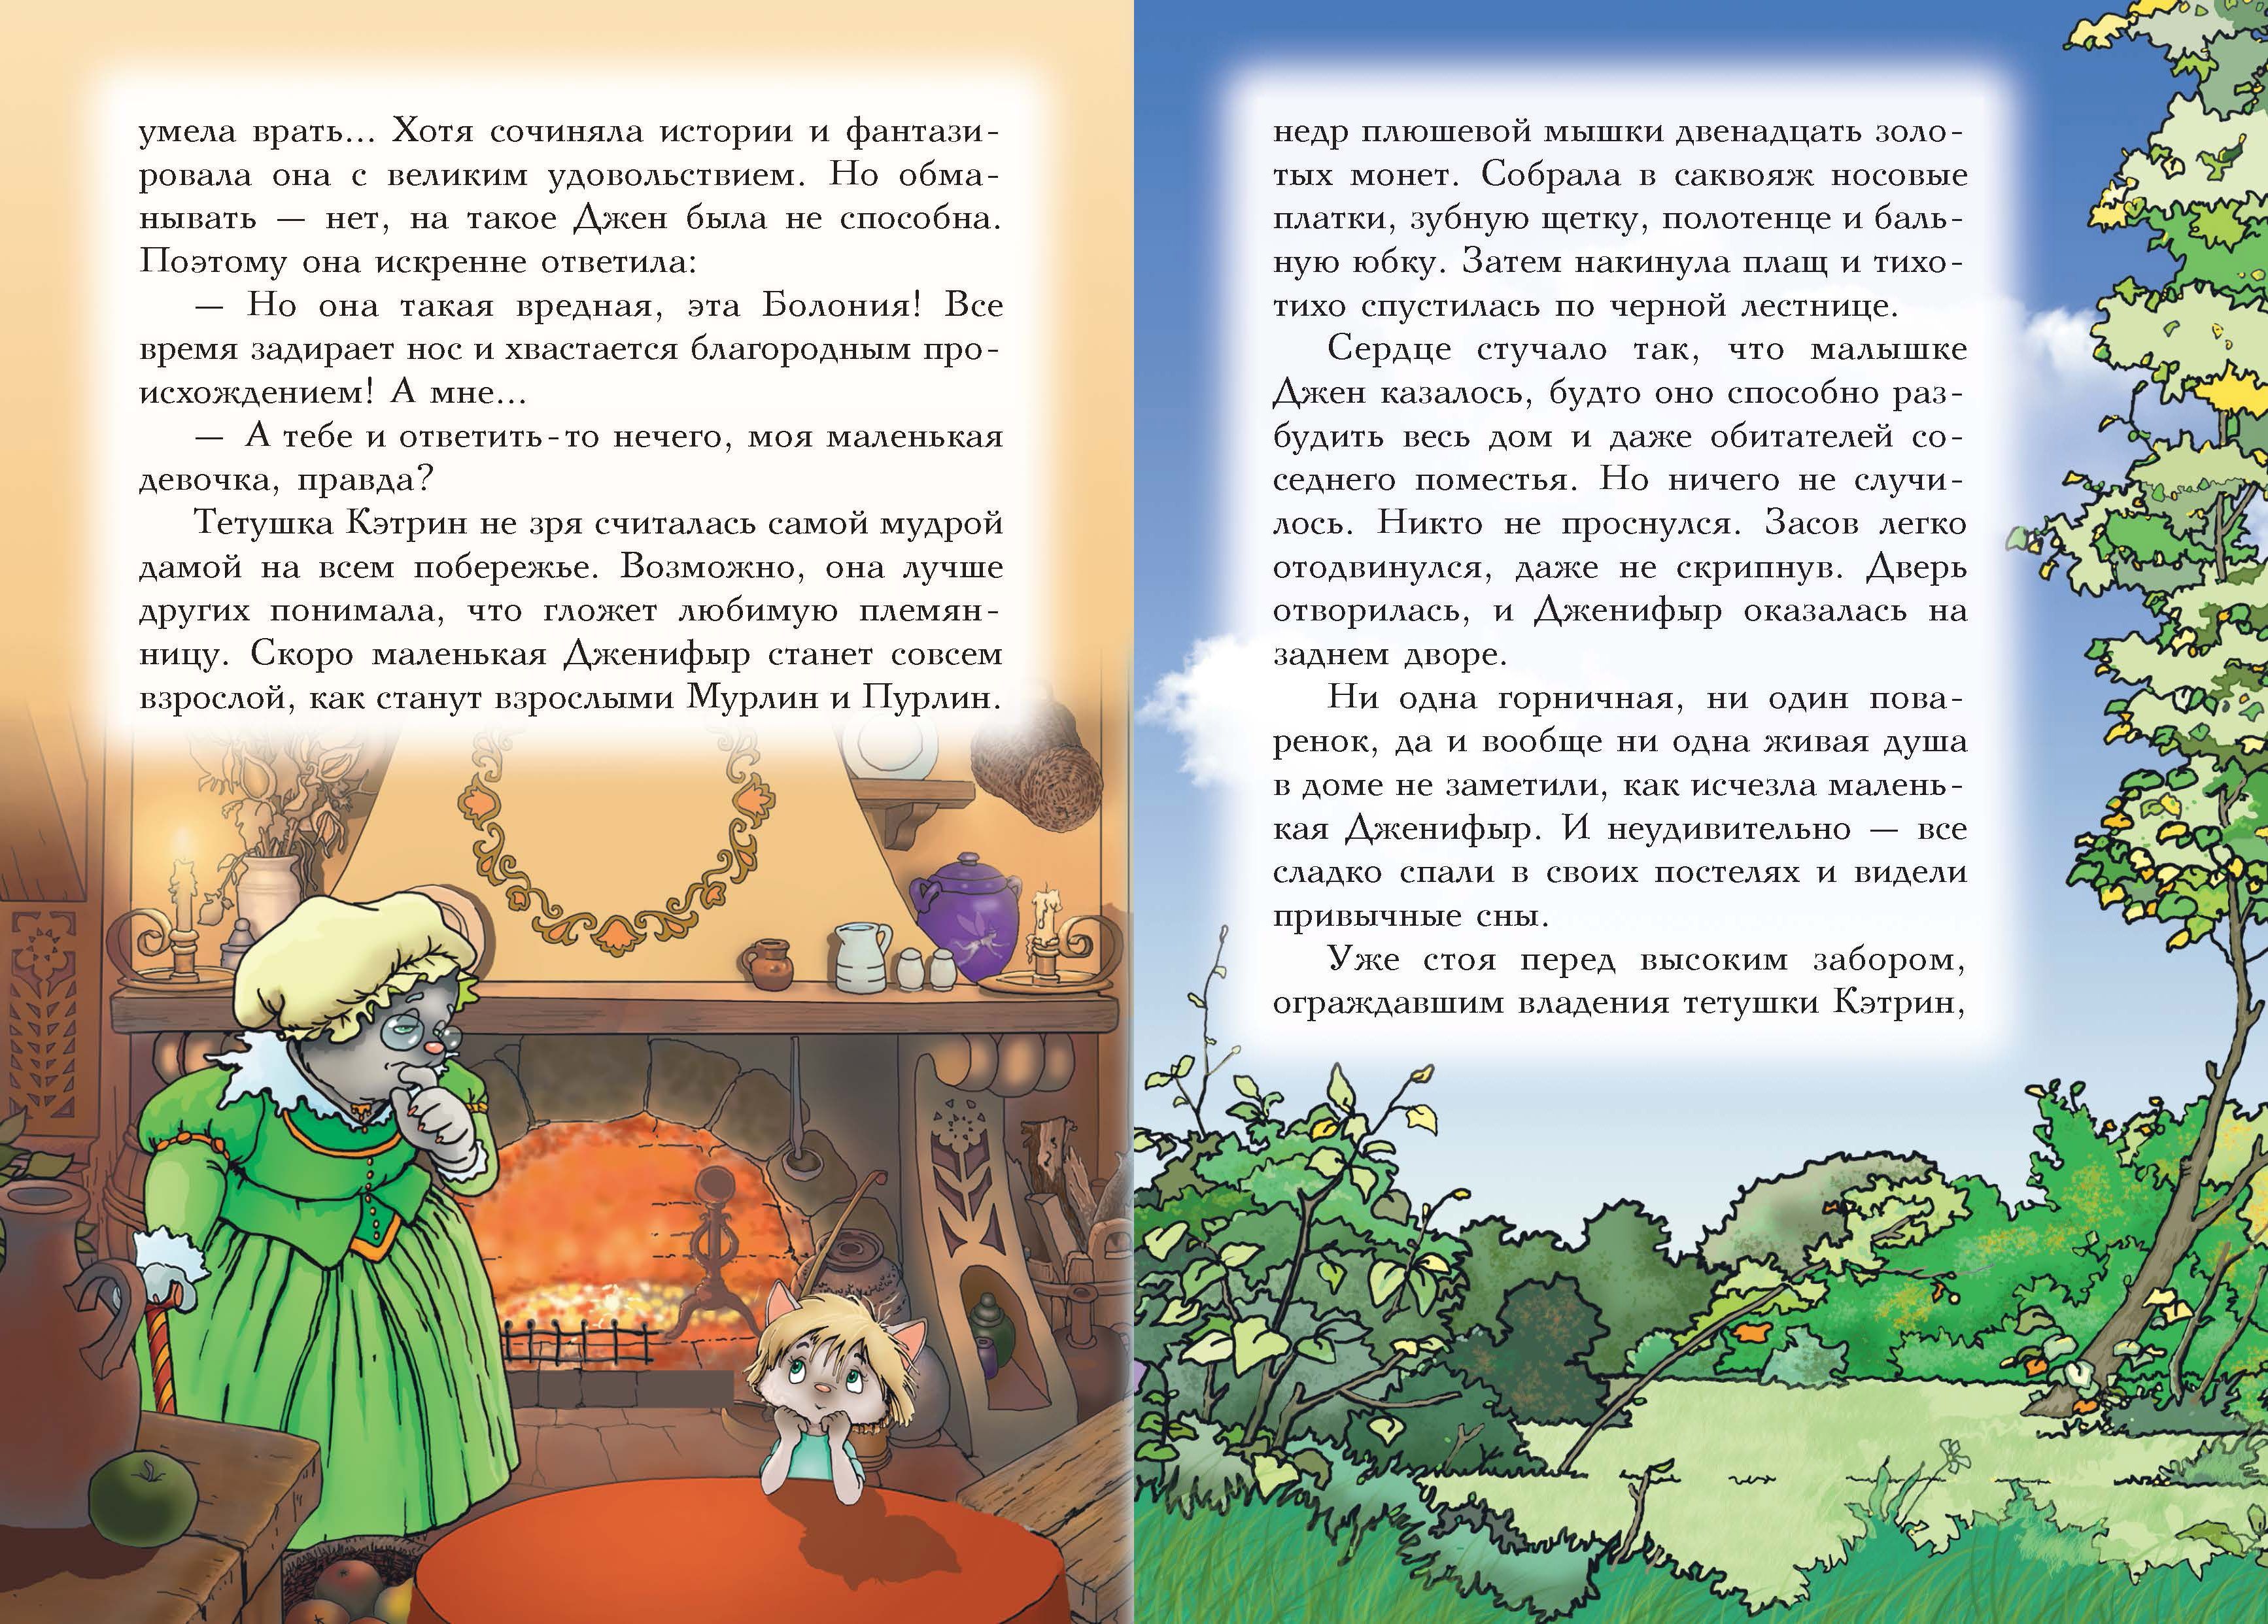 умела врать... Хотя сочиняла истории и фантази-
ровала она с великим удовольствием. Но обма-
нывать — нет, на такое Джен была не способна.
Поэтому она искренне ответила:
— Но она такая вредная, эта Болония! Все
время задирает нос и хвастается благородным про-
исхождением! А мне...
— А тебе и ответить-то нечего, моя маленькая
девочка, правда?
Тетушка Кэтрин не зря считалась самой мудрой
дамой на всем побережье. Возможно, она лучше
других понимала, что гложет любимую племян-
ницу. Скоро маленькая Дженифыр станет совсем
взрослой, как станут взрослыми Мурлин и Пурлин.
недр плюшевой мышки двенадцать золо-
тых монет. Собрала в саквояж носовые
платки, зубную щетку, полотенце и баль-
ную юбку. Затем накинула плащ и тихо-
тихо спустилась по черной лестнице.
Сердце стучало так, что малышке
Джен казалось, будто оно способно раз-
будить весь дом и даже обитателей со-
седнего поместья. Но ничего не случи-
лось. Никто не проснулся. Засов легко
отодвинулся, даже не скрипнув. Дверь
отворилась, и Дженифыр оказалась на
заднем дворе.
Ни одна горничная, ни один пова-
ренок, да и вообще ни одна живая душа
в доме не заметили, как исчезла малень-
кая Дженифыр. И неудивительно — все
сладко спали в своих постелях и видели
привычные сны.
Уже стоя перед высоким забором,
ограждавшим владения тетушки Кэтрин,